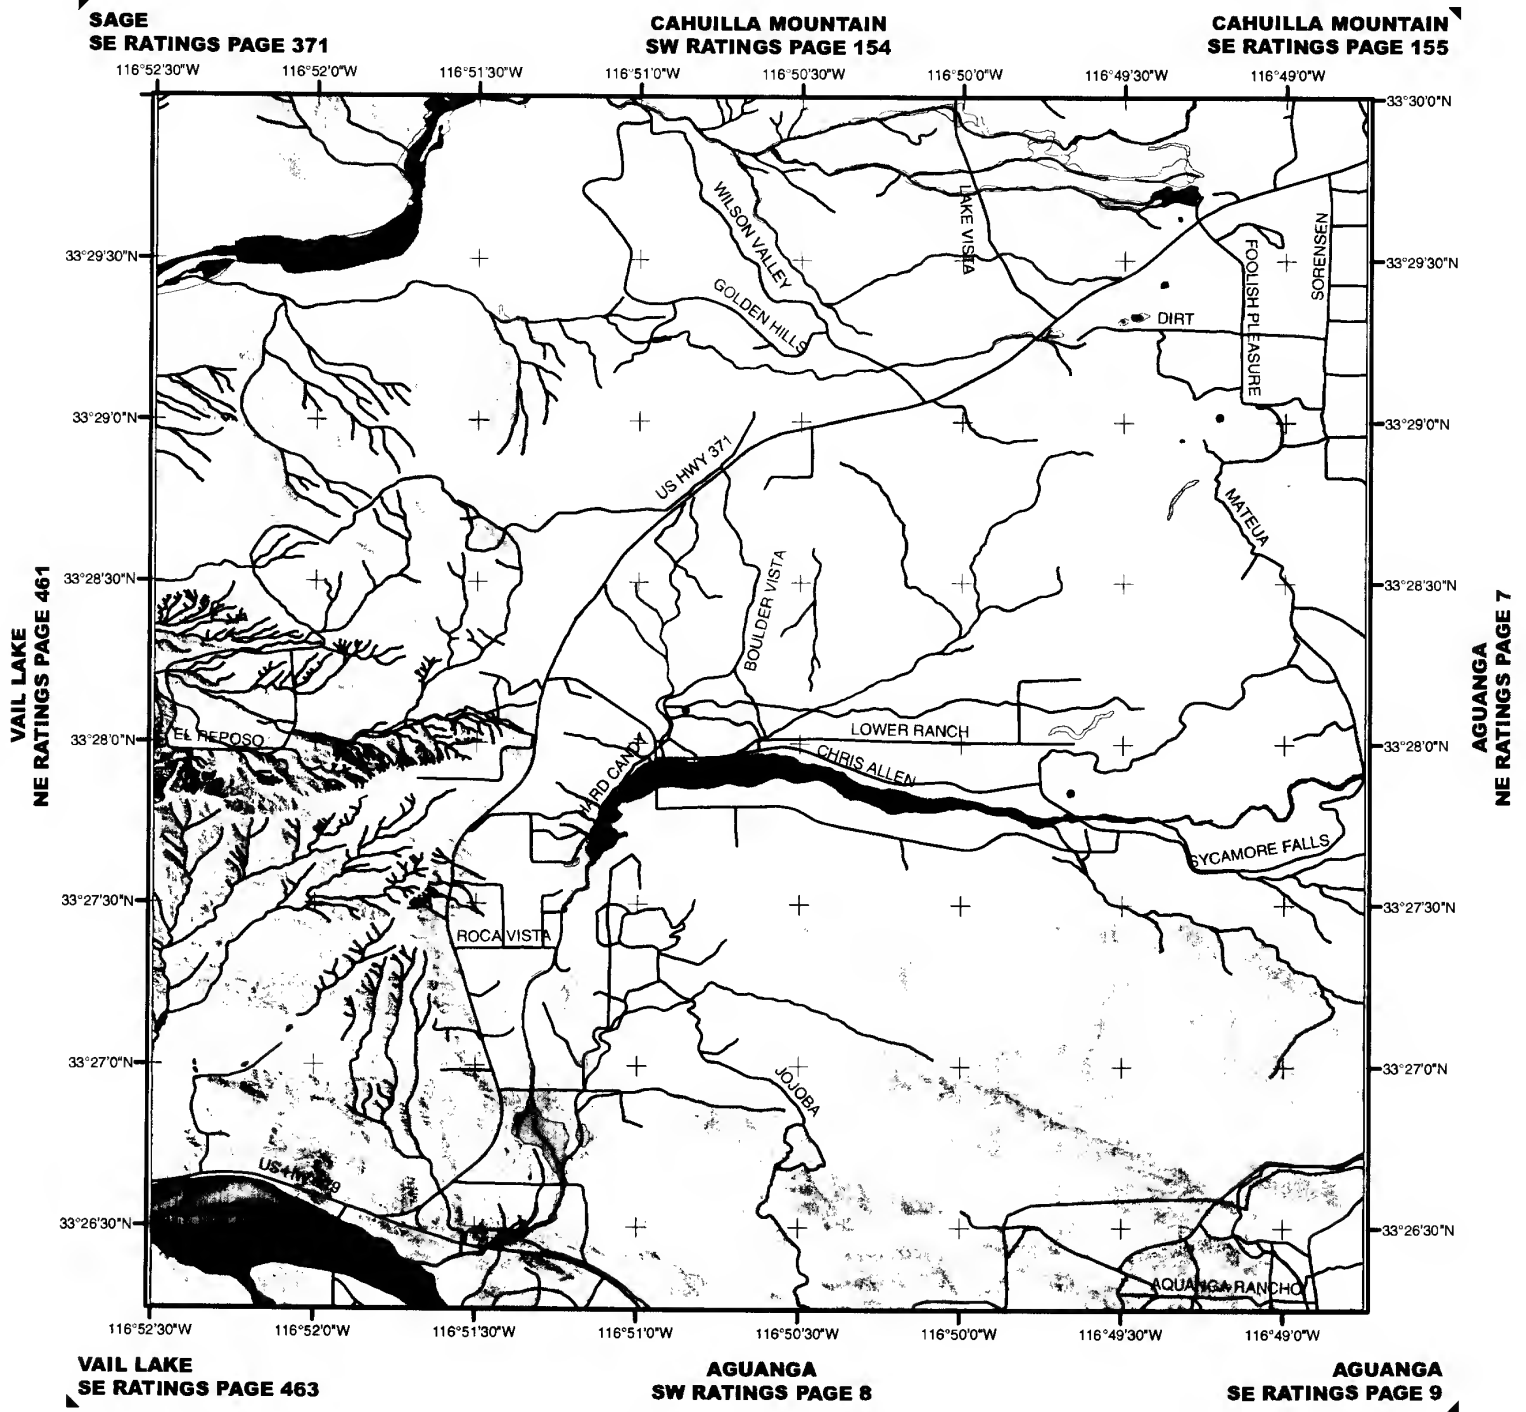 SAGE
SE RATINGS PAGE 371
CAHUILLA MOUNTAIN
SW RATINGS PAGE 154
CAHUILLA MOUNTAIN
SE RATINGS PAGE 155
116°52'30"W
116°52'0"W
116°51'30"W
116°51'0"W
116°50'30"W
116°50'0"W
116°49'30"W
116°49'0"W
33°30'0"N
WILSON VALLEY
LAKE VISTA
SORENSEN
33°29'30"N
33°29'30"N
FOOLISH PLEASURE
GOLDEN HILLS
DIRT
33°29'0"N
33°29'0"N
US HWY 371
MATEUA
33°28'30"N
33°28'30"N
BOULDER VISTA
VAIL LAKE
NE RATINGS PAGE 461
AGUANGA
NE RATINGS PAGE 7
EL REPOSO
LOWER RANCH
33°28'0"N
33°28'0"N
CHRIS ALLEN
HARD CANDY
SYCAMORE FALLS
33°27'30"N
33°27'30"N
ROCA VISTA
33°27'0"N
33°27'0"N
JOJOBA
US HWY 79
33°26'30"N
33°26'30"N
AQUANGA RANCHO
116°52'30"W
116°52'0"W
116°51'30"W
116°51'0"W
116°50'30"W
116°50'0"W
116°49'30"W
116°49'0"W
VAIL LAKE
SE RATINGS PAGE 463
AGUANGA
SW RATINGS PAGE 8
AGUANGA
SE RATINGS PAGE 9